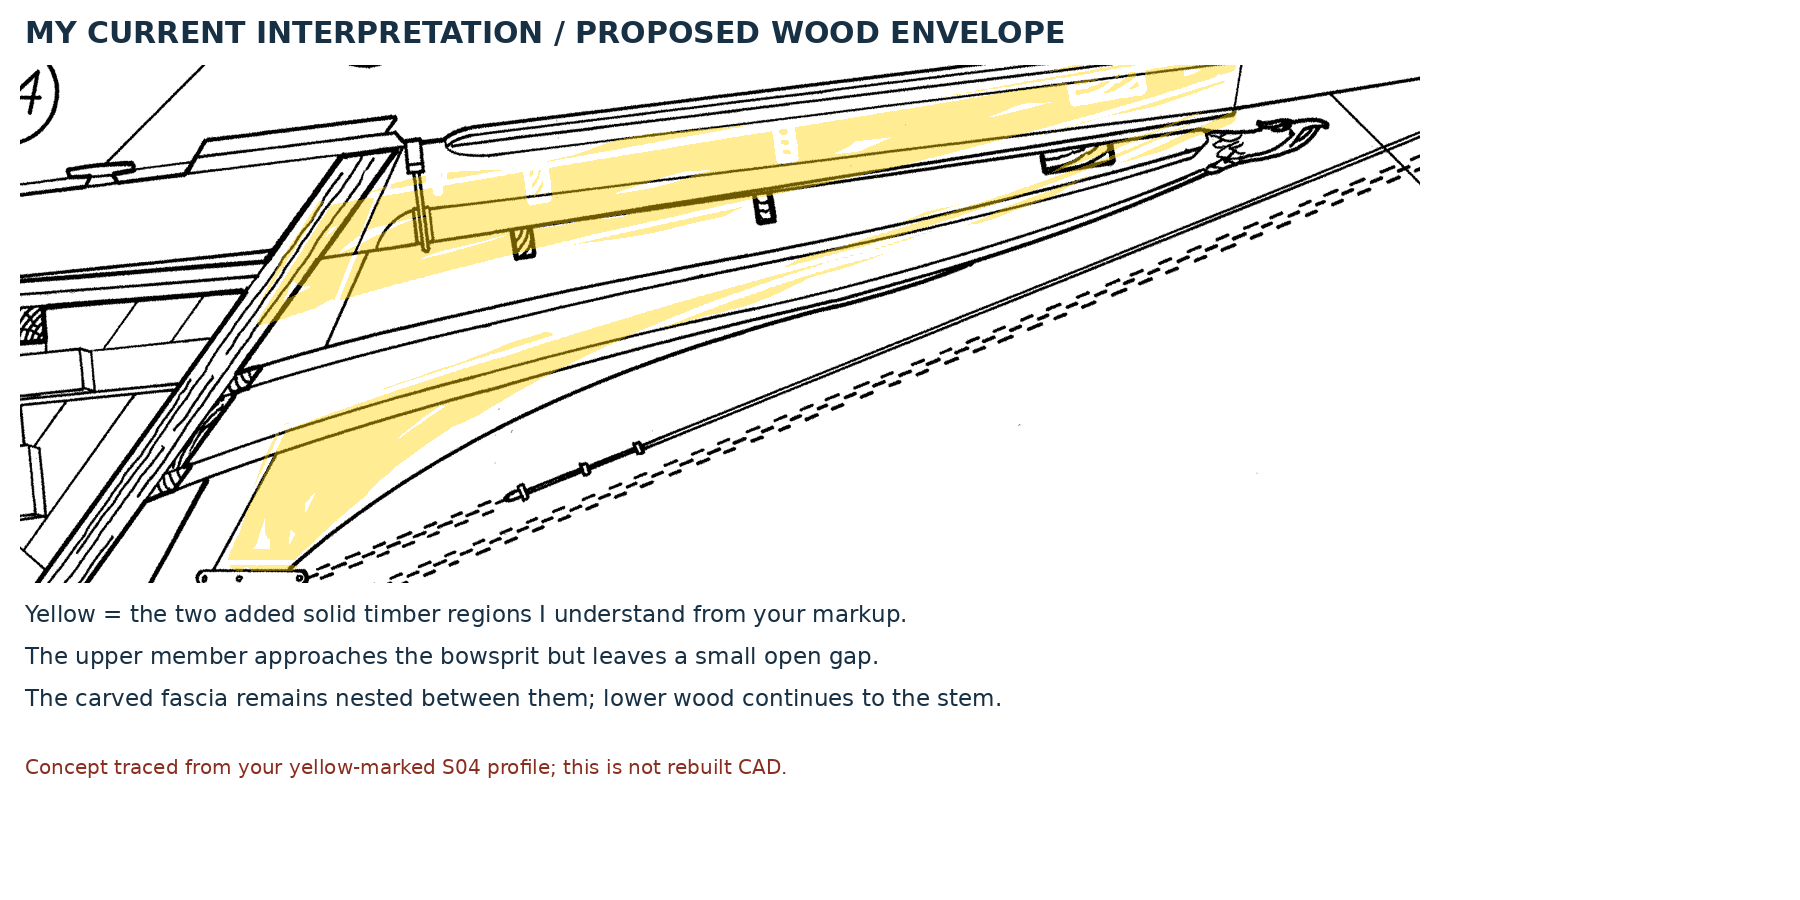 MY CURRENT INTERPRETATION / PROPOSED WOOD ENVELOPE
4
Yellow = the two added solid timber regions I understand from your markup.
The upper member approaches the bowsprit but leaves a small open gap.
The carved fascia remains nested between them; lower wood continues to the stem.
Concept traced from your yellow-marked S04 profile; this is not rebuilt CAD.